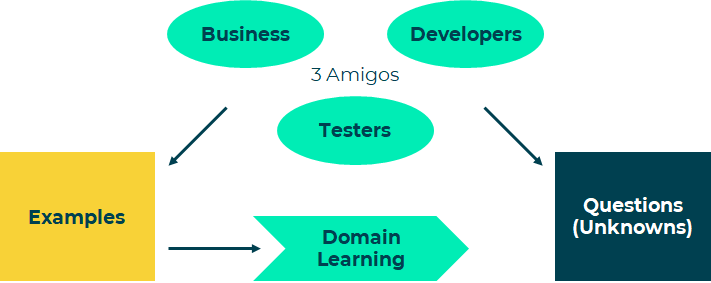 Business
Developers
3 Amigos
Testers
Examples
Domain
Learning
Questions
(Unknowns)